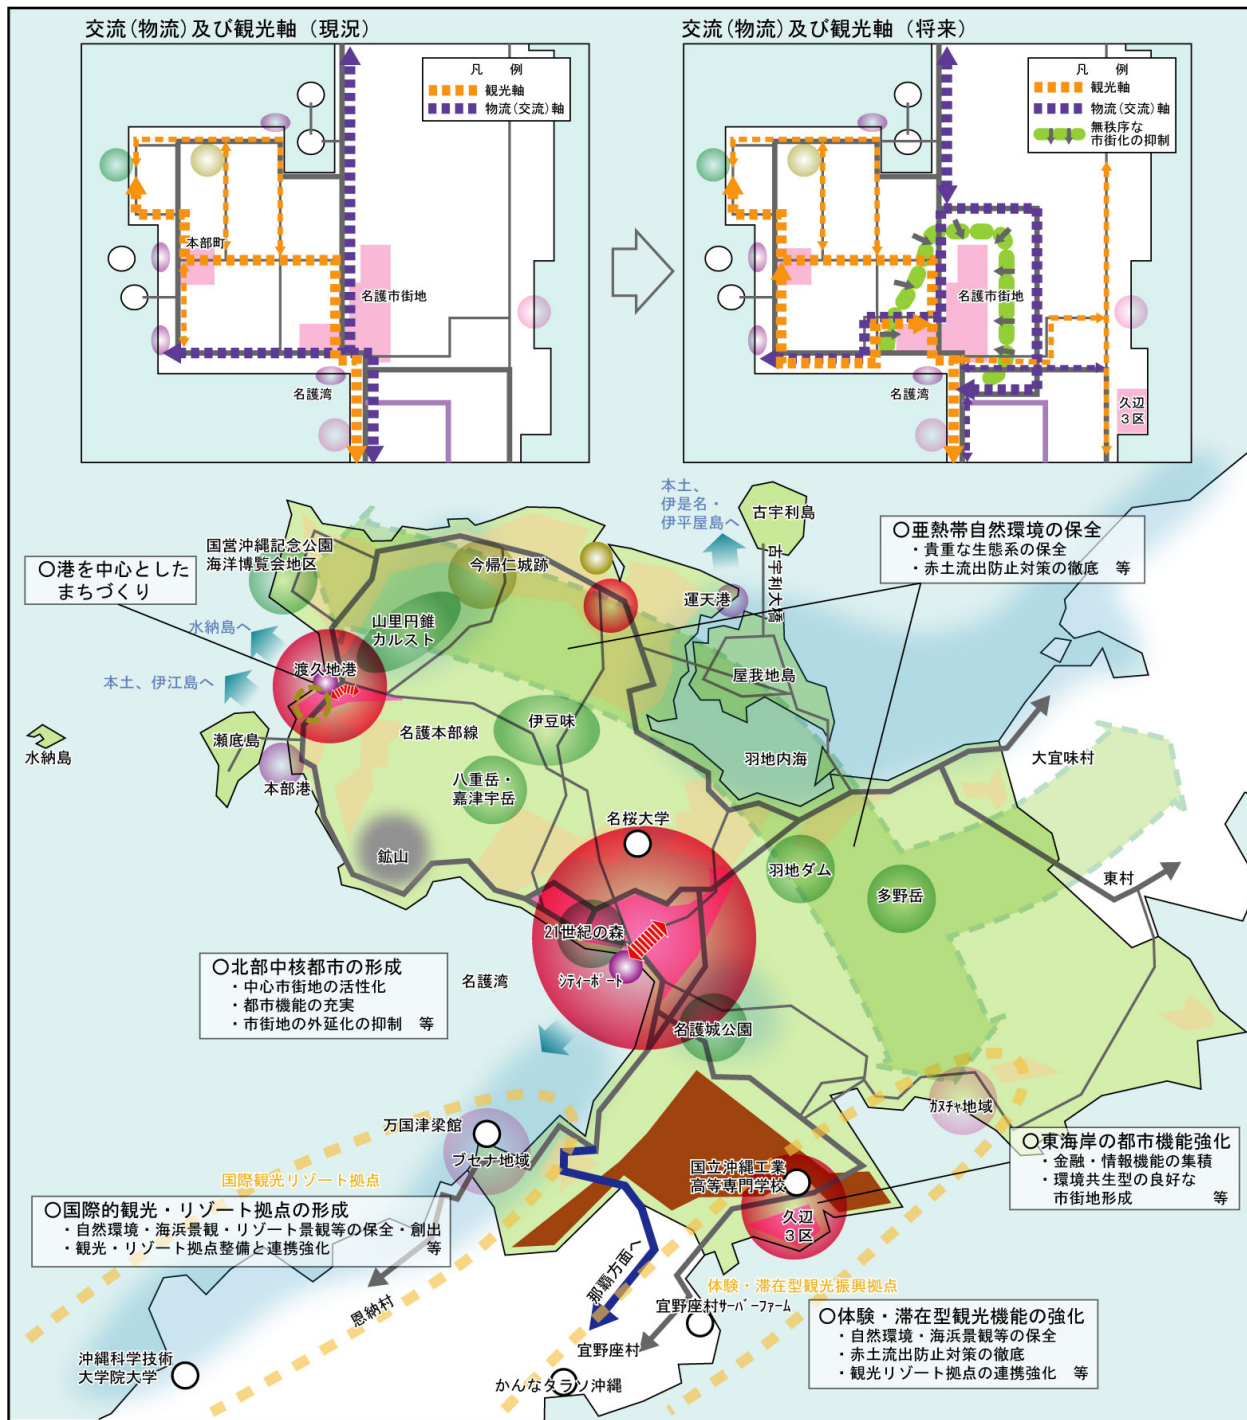 交流(物流)及び観光軸(現況)
凡 例
観光軸
物流(交流)軸
本部町
名護市街地
名護湾
交流(物流)及び観光軸(将来)
凡 例
観光軸
物流(交流)軸
無秩序な
市街化の抑制
名護市街地
名護湾
久辺
3区
本土、
伊是名・
伊平屋島へ
古宇利島
古宇利大橋
運天港
○亜熱帯自然環境の保全
・貴重な生態系の保全
・赤土流出防止対策の徹底 等
国営沖縄記念公園
海洋博覧会地区
今帰仁城跡
○港を中心とした
まちづくり
山里円錐
カルスト
水納島へ
渡久地港
本土、伊江島へ
屋我地島
伊豆味
名護本部線
瀬底島
水納島
本部港
羽地内海
大宜味村
八重岳・
嘉津宇岳
名桜大学
鉱山
羽地ダム
東村
多野岳
21世紀の森
シティーポート
○北部中核都市の形成
・中心市街地の活性化
・都市機能の充実
・市街地の外延化の抑制 等
名護湾
名護城公園
カヌチャ地域
万国津梁館
ブセナ地域
○東海岸の都市機能強化
・金融・情報機能の集積
・環境共生型の良好な
市街地形成 等
国際観光リゾート拠点
国立沖縄工業
高等専門学校
久辺
3区
○国際的観光・リゾート拠点の形成
・自然環境・海浜景観・リゾート景観等の保全・創出
・観光・リゾート拠点整備と連携強化 等
那覇方面へ
体験・滞在型観光振興拠点
恩納村
宜野座村サーバーファーム
宜野座村
○体験・滞在型観光機能の強化
・自然環境・海浜景観等の保全
・赤土流出防止対策の徹底
・観光リゾート拠点の連携強化 等
沖縄科学技術
大学院大学
かんなタラソ沖縄